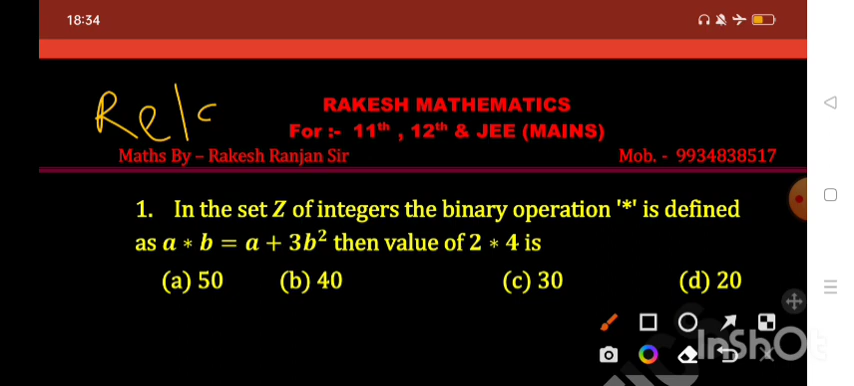 18:34
Relc
RAKESH MATHEMATICS
For :- 11th , 12th & JEE (MAINS)
Maths By – Rakesh Ranjan Sir Mob. - 9934838517
1. In the set Z of integers the binary operation '*' is defined
as a * b = a + 3b² then value of 2 * 4 is
(a) 50 (b) 40 (c) 30 (d) 20
InShOt